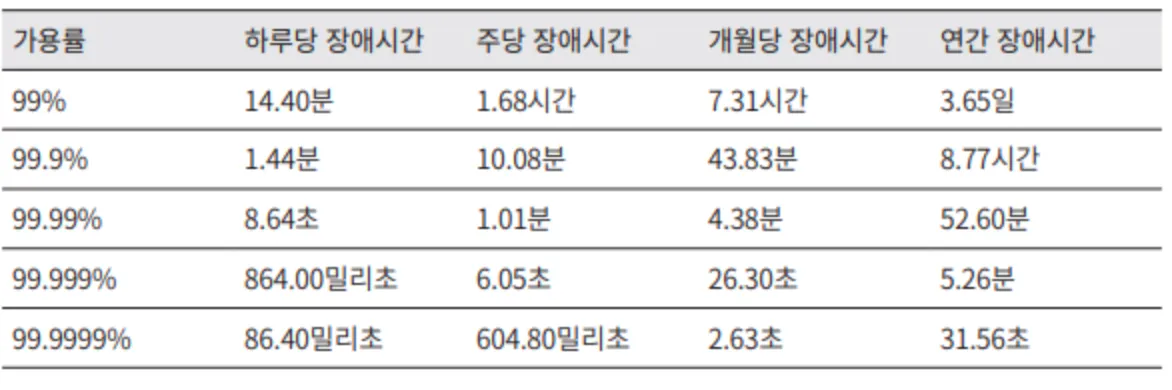 가용률 하루당 장애시간 주당 장애시간 개월당 장애시간 연간 장애시간
99% 14.40분 1.68시간 7.31시간 3.65일
99.9% 1.44분 10.08분 43.83분 8.77시간
99.99% 8.64초 1.01분 4.38분 52.60분
99.999% 864.00밀리초 6.05초 26.30초 5.26분
99.9999% 86.40밀리초 604.80밀리초 2.63초 31.56초